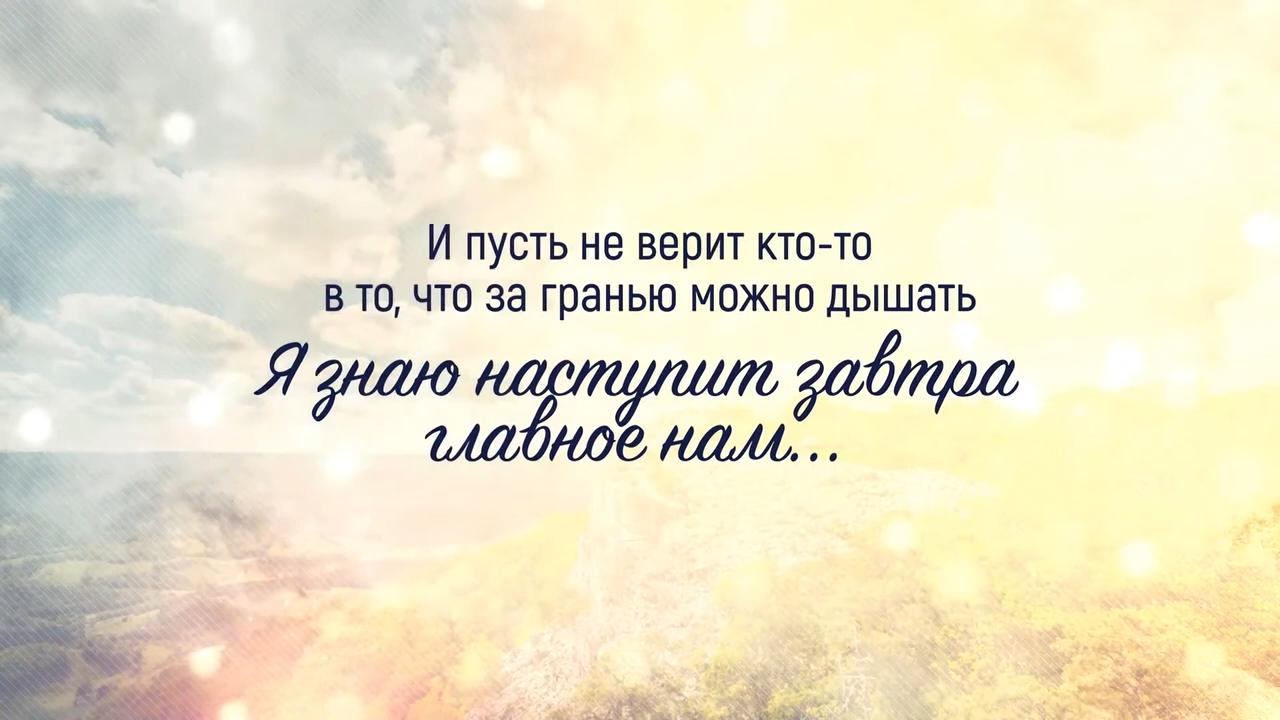 И пусть не верит кто-то
в то, что за гранью можно дышать
Я знаю наступит завтра
главное нам...